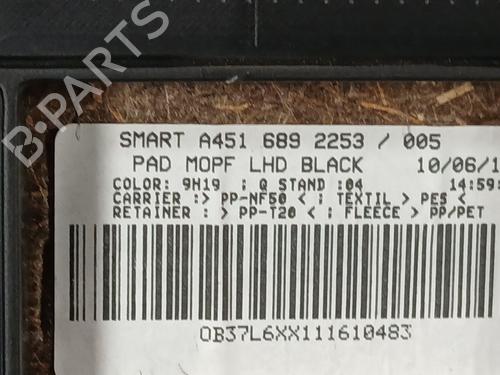 B-PARTS
SMART A451 689 2253 / 005
PAD MOPF LHD BLACK 10/06/1
COLOR: 9H19 ; Q STAND :04 14:59:
CARRIER :> PP-NF50 < ; TEXTIL > PES <
RETAINER : > PP-T20 < ; FLEECE > PP/PET
0B37L6XX111610483